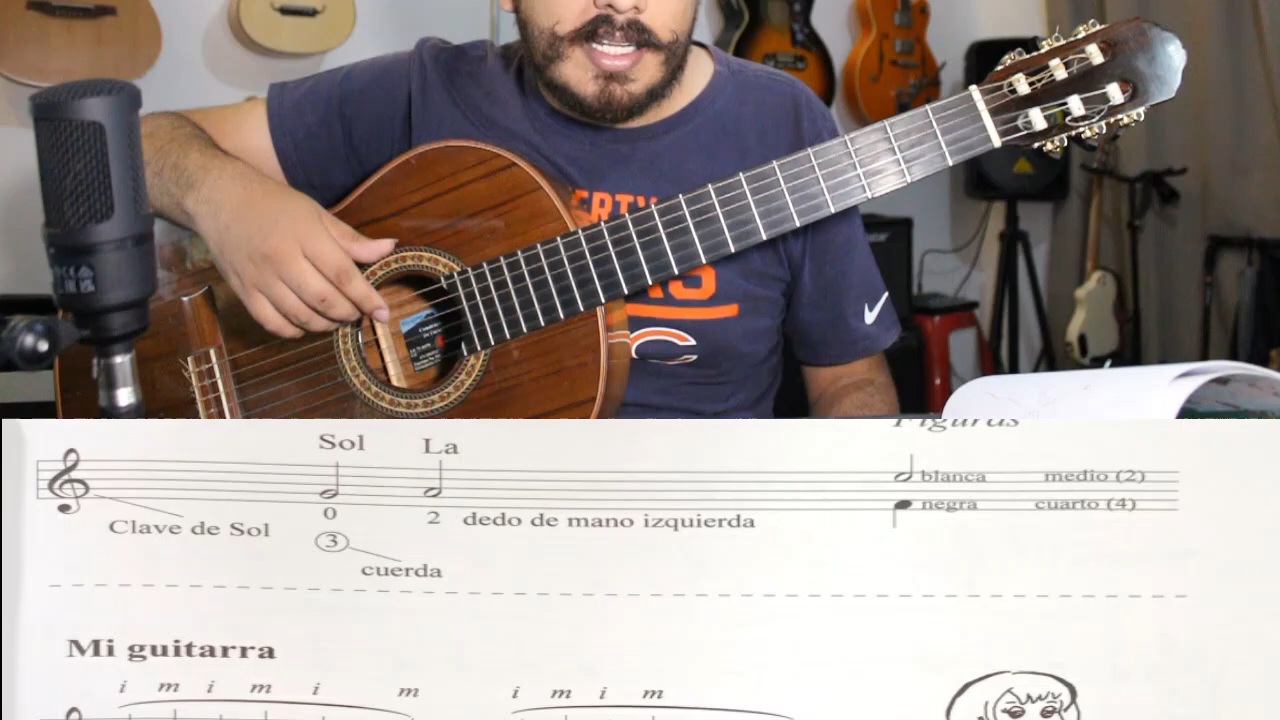 Figuras
Sol La
blanca medio (2)
negra cuarto (4)
Clave de Sol
0
2 dedo de mano izquierda
3
cuerda
Mi guitarra
i m i m i m i m i m